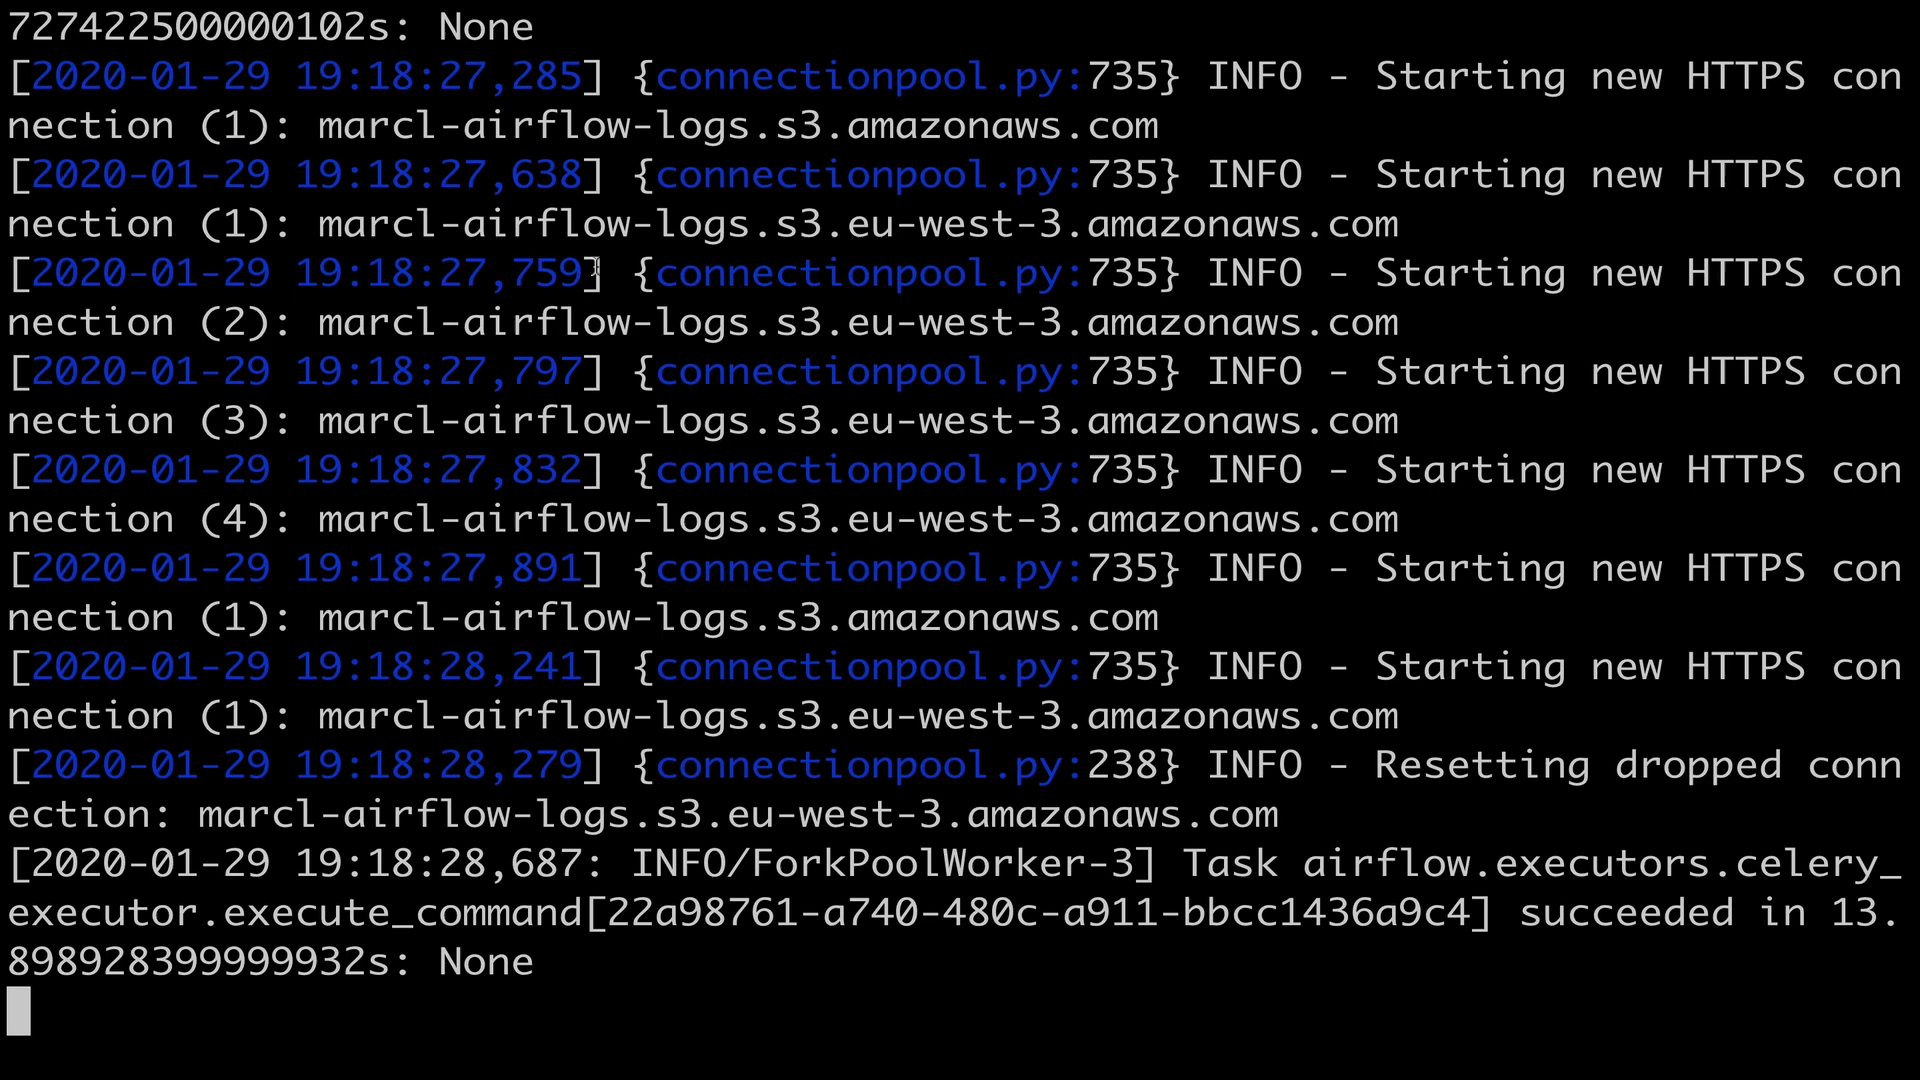 727422500000102s: None
[2020-01-29 19:18:27,285] {connectionpool.py:735} INFO - Starting new HTTPS con
nection (1): marcl-airflow-logs.s3.amazonaws.com
[2020-01-29 19:18:27,638] {connectionpool.py:735} INFO - Starting new HTTPS con
nection (1): marcl-airflow-logs.s3.eu-west-3.amazonaws.com
[2020-01-29 19:18:27,759] {connectionpool.py:735} INFO - Starting new HTTPS con
nection (2): marcl-airflow-logs.s3.eu-west-3.amazonaws.com
[2020-01-29 19:18:27,797] {connectionpool.py:735} INFO - Starting new HTTPS con
nection (3): marcl-airflow-logs.s3.eu-west-3.amazonaws.com
[2020-01-29 19:18:27,832] {connectionpool.py:735} INFO - Starting new HTTPS con
nection (4): marcl-airflow-logs.s3.eu-west-3.amazonaws.com
[2020-01-29 19:18:27,891] {connectionpool.py:735} INFO - Starting new HTTPS con
nection (1): marcl-airflow-logs.s3.amazonaws.com
[2020-01-29 19:18:28,241] {connectionpool.py:735} INFO - Starting new HTTPS con
nection (1): marcl-airflow-logs.s3.eu-west-3.amazonaws.com
[2020-01-29 19:18:28,279] {connectionpool.py:238} INFO - Resetting dropped conn
ection: marcl-airflow-logs.s3.eu-west-3.amazonaws.com
[2020-01-29 19:18:28,687: INFO/ForkPoolWorker-3] Task airflow.executors.celery_
executor.execute_command[22a98761-a740-480c-a911-bbcc1436a9c4] succeeded in 13.
898928399999932s: None